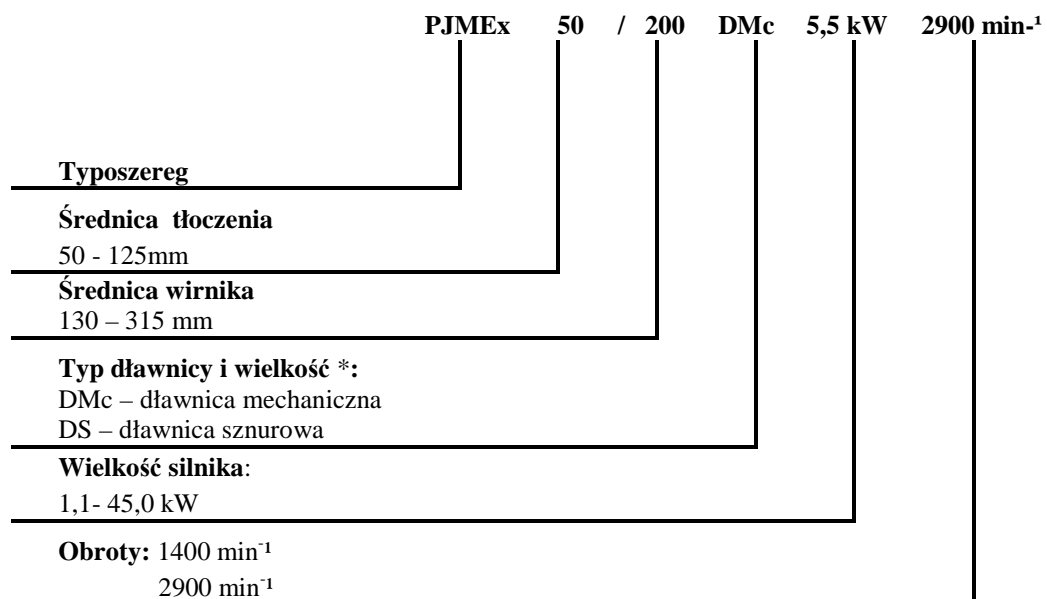 PJMEx 50 / 200 DMc 5,5 kW 2900 min-¹
Typoszereg
Średnica tłoczenia
50 - 125mm
Średnica wirnika
130 – 315 mm
Typ dławnicy i wielkość *:
DMc – dławnica mechaniczna
DS – dławnica sznurowa
Wielkość silnika:
1,1- 45,0 kW
Obroty: 1400 min⁻¹
2900 min⁻¹